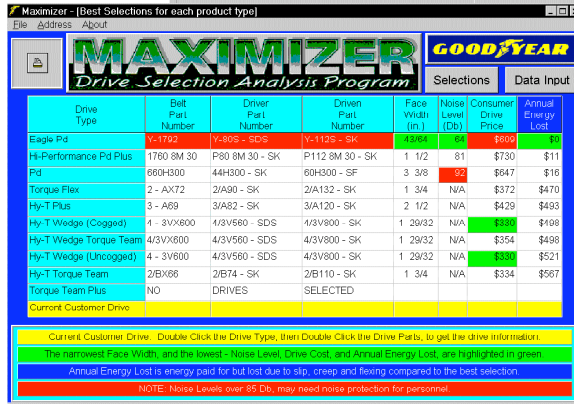 Maximizer - [Best Selections for each product type]
File Address About
MAXIMIZER
Drive Selection Analysis Program
GOODYEAR
Selections Data Input
Drive Type Belt Part Number Driver Part Number Driven Part Number Face Width (in.) Noise Level (Db) Consumer Drive Price Annual Energy Lost
Eagle Pd Y-1792 Y-80S - SDS Y-112S - SK 43/64 64 $609 $0
Hi-Performance Pd Plus 1760 8M 30 P80 8M 30 - SK P112 8M 30 - SK 1 1/2 81 $730 $11
Pd 660H300 44H300 - SK 60H300 - SF 3 3/8 92 $647 $16
Torque Flex 2 - AX72 2/A90 - SK 2/A132 - SK 1 3/4 N/A $372 $470
Hy-T Plus 3 - A69 3/A82 - SK 3/A120 - SK 2 1/2 N/A $429 $493
Hy-T Wedge (Cogged) 4 - 3VX600 4/3V560 - SDS 4/3V800 - SK 1 29/32 N/A $330 $498
Hy-T Wedge Torque Team 4/3VX600 4/3V560 - SDS 4/3V800 - SK 1 29/32 N/A $354 $498
Hy-T Wedge (Uncogged) 4 - 3V600 4/3V560 - SDS 4/3V800 - SK 1 29/32 N/A $330 $521
Hy-T Torque Team 2/BX66 2/B74 - SK 2/B110 - SK 1 3/4 N/A $334 $567
Torque Team Plus NO DRIVES SELECTED
Current Customer Drive
Current Customer Drive: Double Click the Drive Type, then Double Click the Drive Parts, to get the drive information.
The narrowest Face Width, and the lowest - Noise Level, Drive Cost, and Annual Energy Lost, are highlighted in green.
Annual Energy Lost is energy paid for but lost due to slip, creep and flexing compared to the best selection.
NOTE: Noise Levels over 85 Db, may need noise protection for personnel.